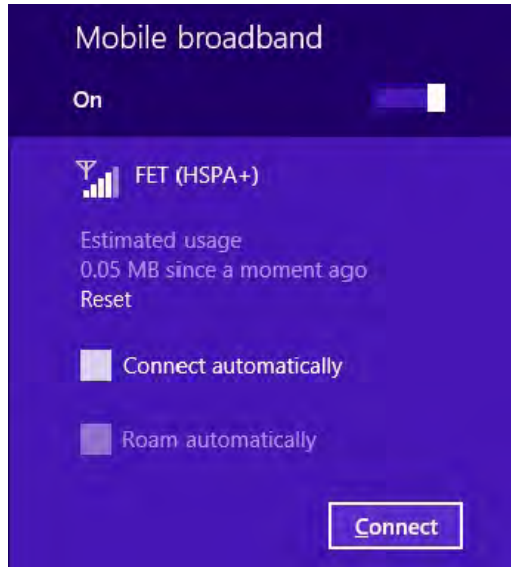 Mobile broadband
On
FET (HSPA+)
Estimated usage
0.05 MB since a moment ago
Reset
Connect automatically
Roam automatically
Connect